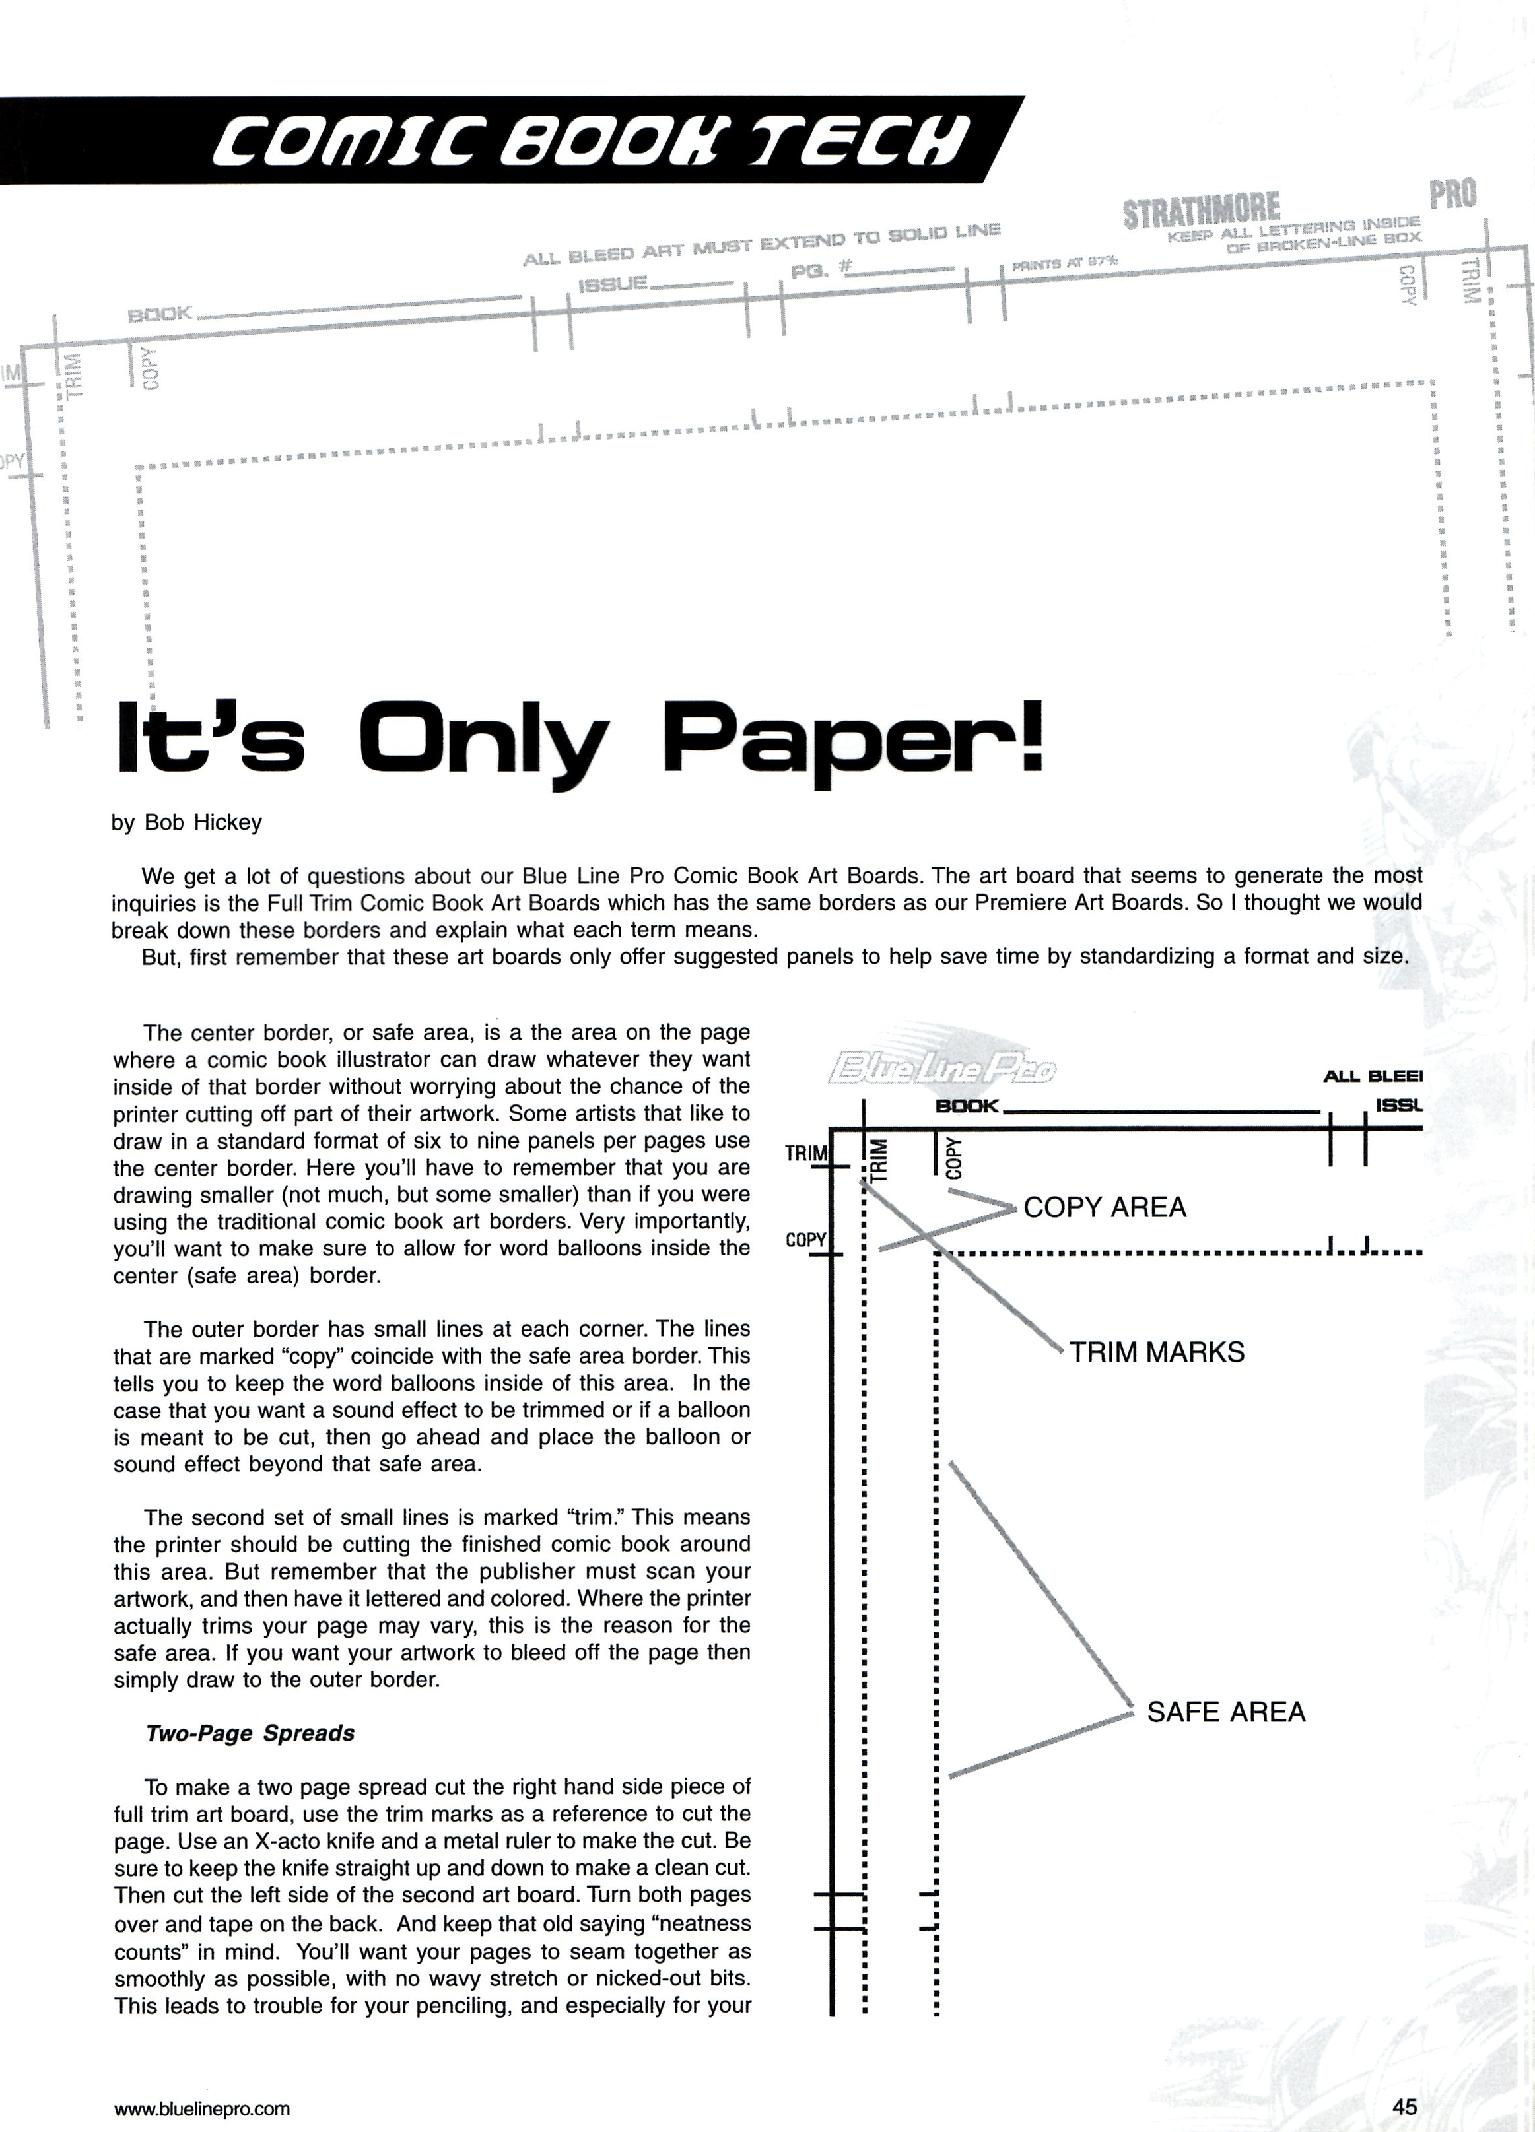 COMIC BOOK TECH
STRATHMORE
PRO
ALL BLEED ART MUST EXTEND TO SOLID LINE
KEEP ALL LETTERING INSIDE
OF BROKEN-LINE BOX
BOOK
ISSUE
PG. #
PRINTS AT 67%
COPY
TRIM
IM
TRIM
COPY
OPY
It's Only Paper!
by Bob Hickey
We get a lot of questions about our Blue Line Pro Comic Book Art Boards. The art board that seems to generate the most
inquiries is the Full Trim Comic Book Art Boards which has the same borders as our Premiere Art Boards. So I thought we would
break down these borders and explain what each term means.
But, first remember that these art boards only offer suggested panels to help save time by standardizing a format and size.
The center border, or safe area, is a the area on the page
where a comic book illustrator can draw whatever they want
inside of that border without worrying about the chance of the
printer cutting off part of their artwork. Some artists that like to
draw in a standard format of six to nine panels per pages use
the center border. Here you'll have to remember that you are
drawing smaller (not much, but some smaller) than if you were
using the traditional comic book art borders. Very importantly,
you'll want to make sure to allow for word balloons inside the
center (safe area) border.
The outer border has small lines at each corner. The lines
that are marked “copy” coincide with the safe area border. This
tells you to keep the word balloons inside of this area.  In the
case that you want a sound effect to be trimmed or if a balloon
is meant to be cut, then go ahead and place the balloon or
sound effect beyond that safe area.
The second set of small lines is marked “trim.” This means
the printer should be cutting the finished comic book around
this area. But remember that the publisher must scan your
artwork, and then have it lettered and colored. Where the printer
actually trims your page may vary, this is the reason for the
safe area. If you want your artwork to bleed off the page then
simply draw to the outer border.
Two-Page Spreads
To make a two page spread cut the right hand side piece of
full trim art board, use the trim marks as a reference to cut the
page. Use an X-acto knife and a metal ruler to make the cut. Be
sure to keep the knife straight up and down to make a clean cut.
Then cut the left side of the second art board. Turn both pages
over and tape on the back.  And keep that old saying “neatness
counts” in mind.  You'll want your pages to seam together as
smoothly as possible, with no wavy stretch or nicked-out bits.
This leads to trouble for your penciling, and especially for your
Blue Line Pro
ALL BLEEI
BOOK
ISSL
TRIM
TRIM
COPY
COPY AREA
COPY
TRIM MARKS
SAFE AREA
www.bluelinepro.com
45